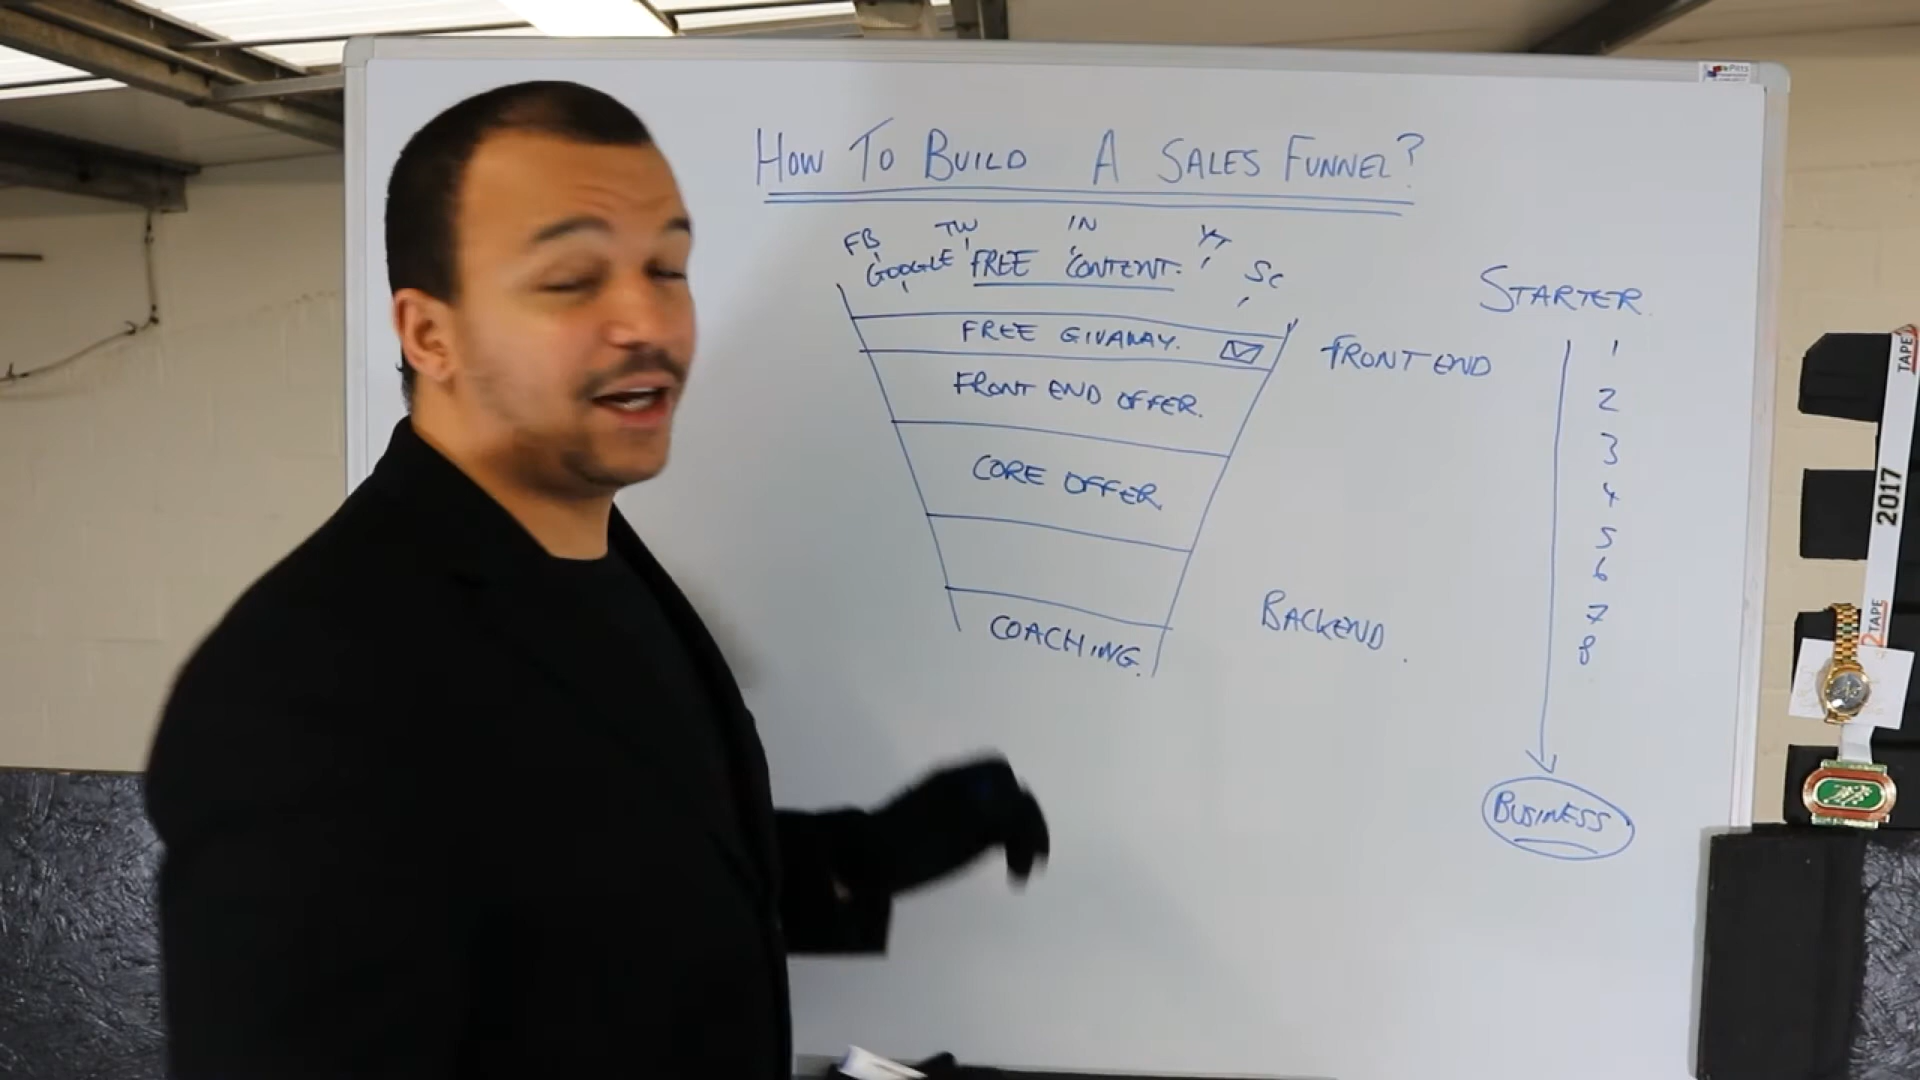 HOW TO BUILD A SALES FUNNEL?
FB TW IN YT SC
GOOGLE FREE CONTENT.
FREE GIVAWAY.
FRONT END
FRONT END OFFER.
CORE OFFER
COACHING.
BACKEND.
STARTER
1
2
3
4
5
6
7
8
BUSINESS
TAPE
2017
TAPE